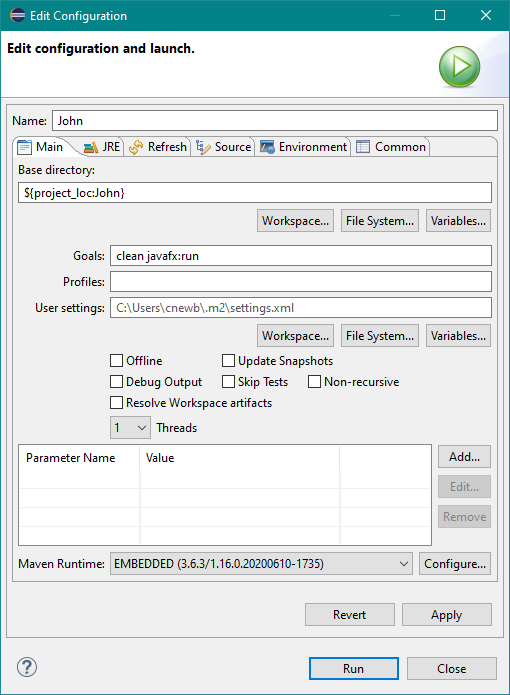 Edit Configuration
Edit configuration and launch.
Name: John
Main JRE Refresh Source Environment Common
Base directory:
${project_loc:John}
Workspace... File System... Variables...
Goals: clean javafx:run
Profiles:
User settings: C:\Users\cnewb\.m2\settings.xml
Workspace... File System... Variables...
Offline Update Snapshots
Debug Output Skip Tests Non-recursive
Resolve Workspace artifacts
1 Threads
Parameter Name Value Add...
Edit...
Remove
Maven Runtime: EMBEDDED (3.6.3/1.16.0.20200610-1735) Configure...
Revert Apply
? Run Close